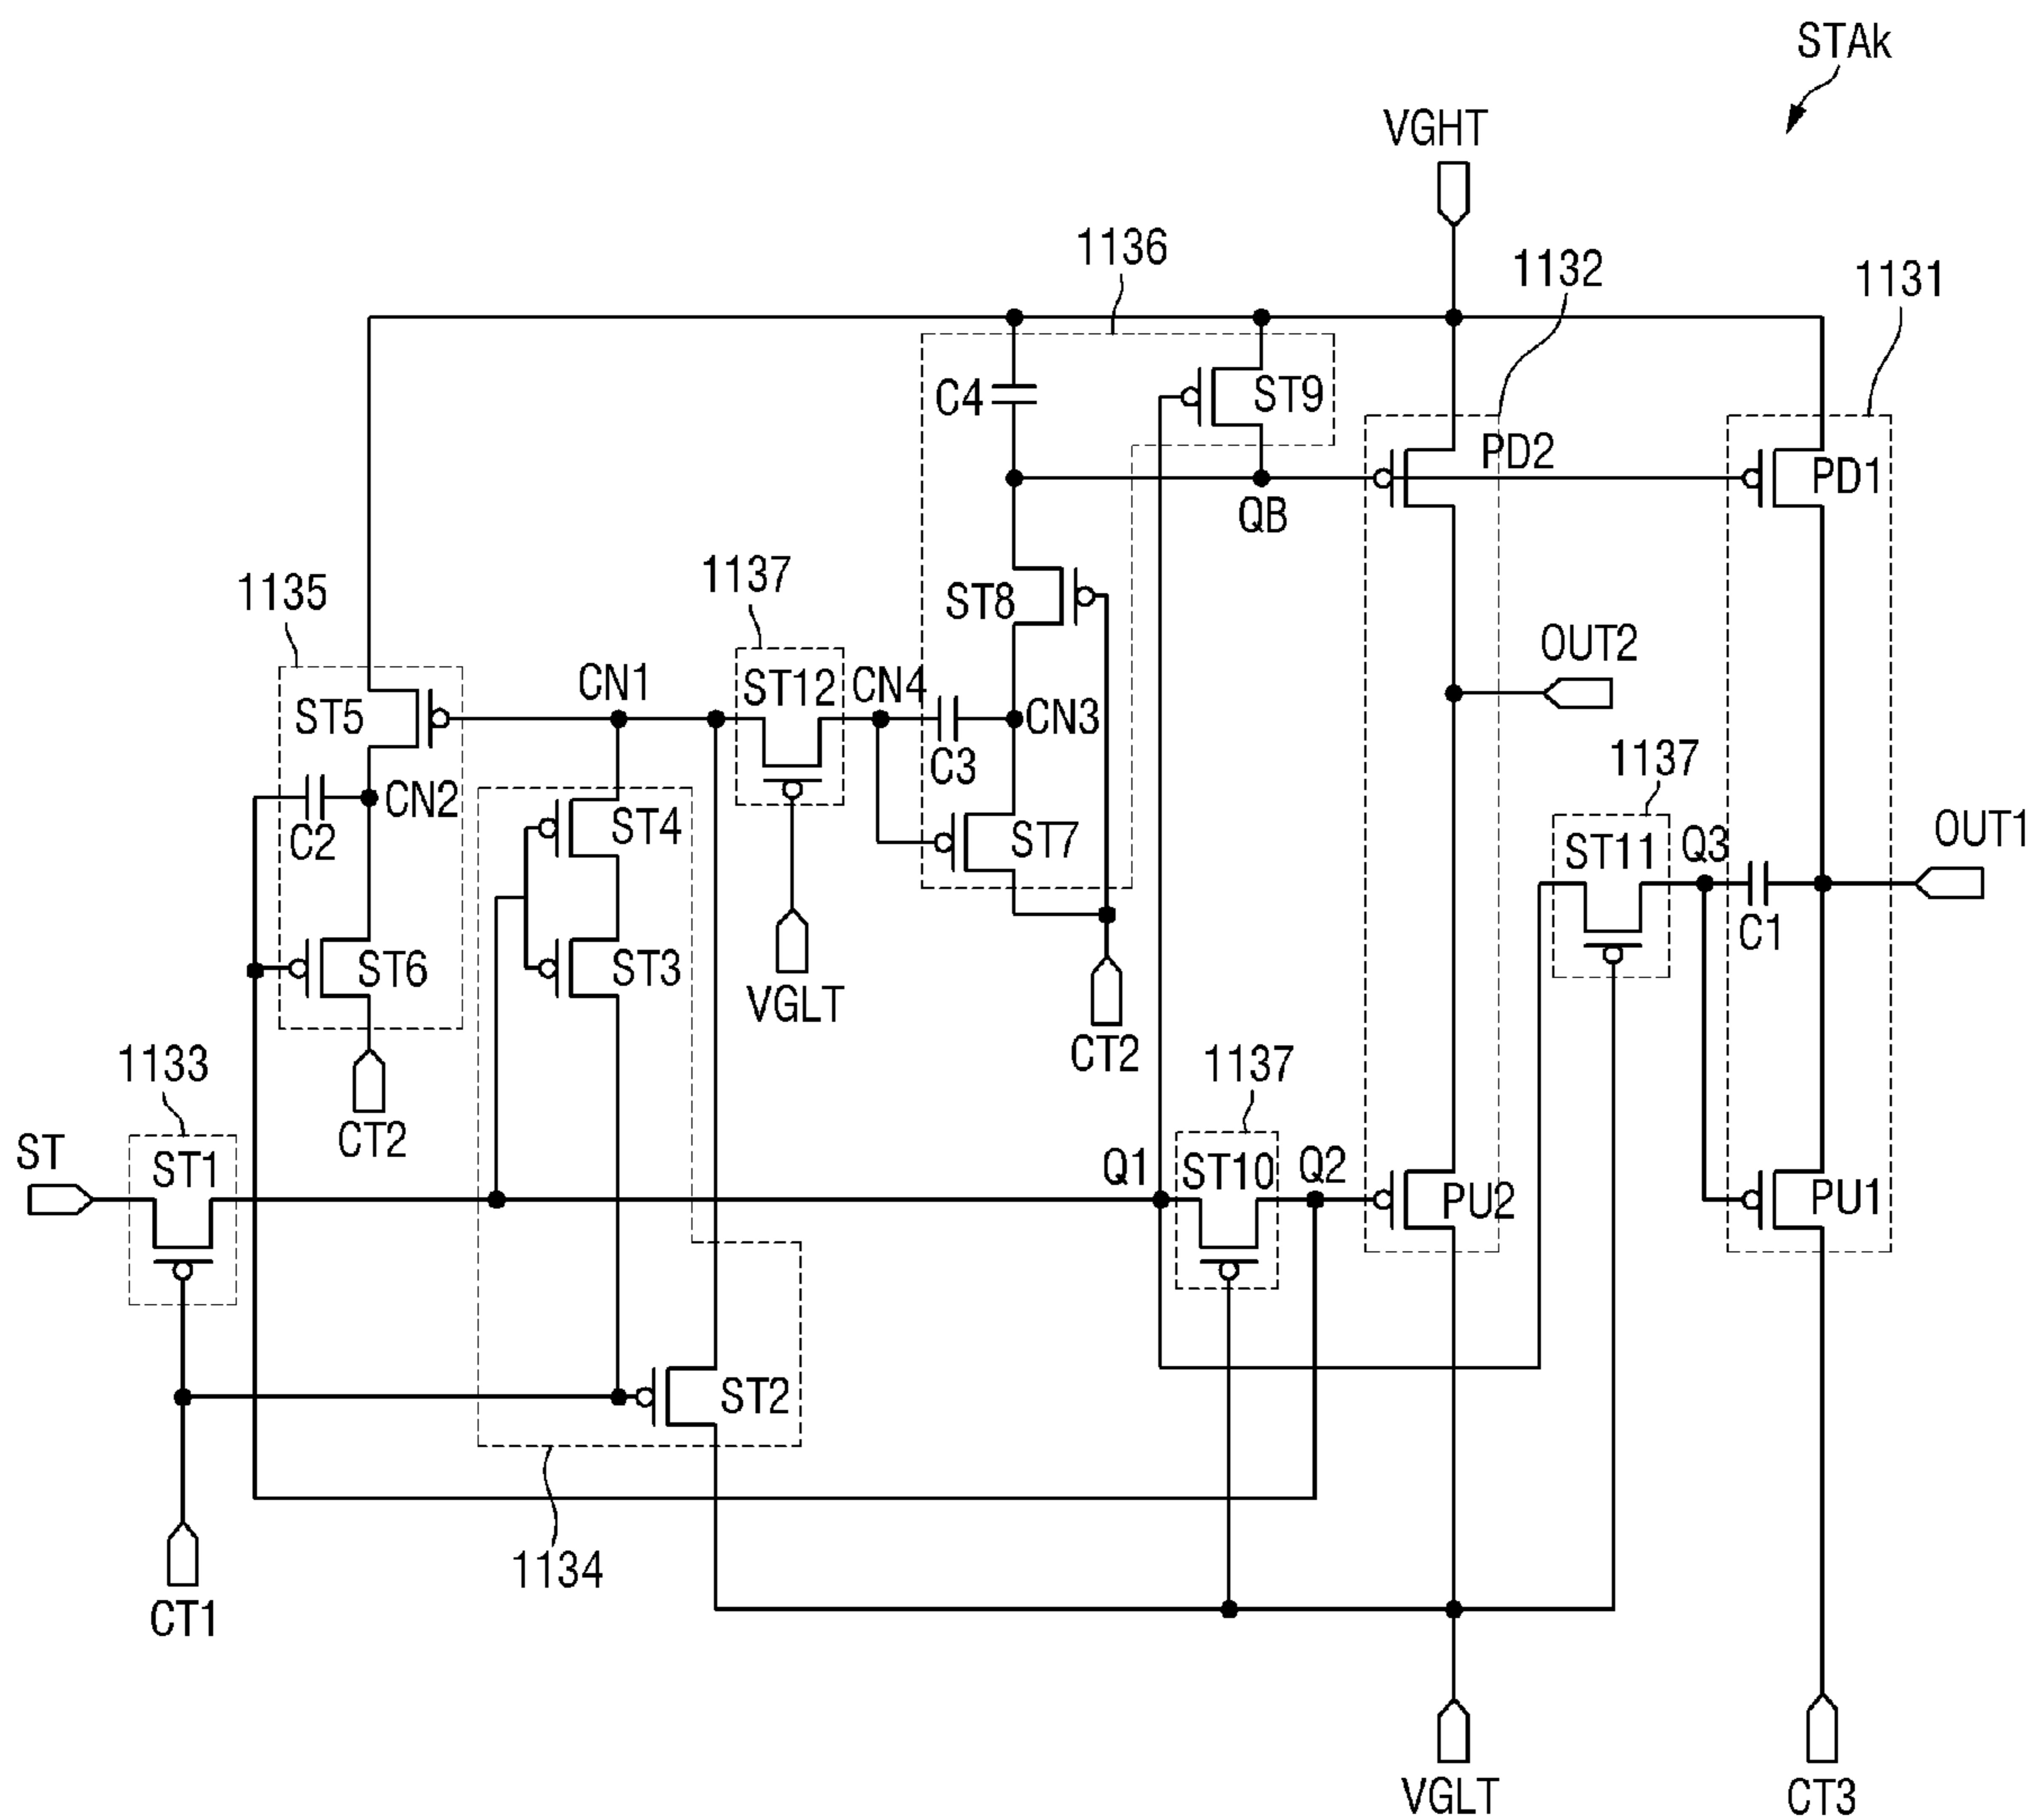 STAk
VGHT
1136
1132
1131
C4
ST9
PD2
PD1
QB
1135
1137
ST8
OUT2
CN1
ST12
CN4
ST5
CN3
1137
C3
CN2
C2
ST4
ST7
ST11
Q3
OUT1
C1
ST6
ST3
VGLT
CT2
1133
1137
CT2
ST
ST1
Q1
ST10
Q2
PU2
PU1
ST2
1134
CT1
VGLT
CT3